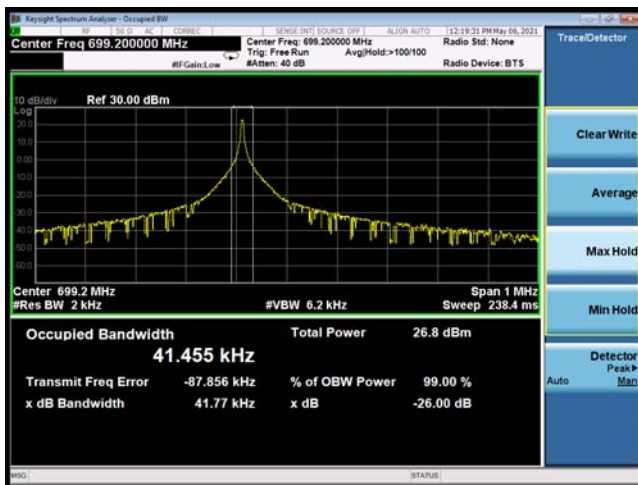 Keysight Spectrum Analyzer - Occupied BW
RF 50 Ω AC CORREC SENSE:INT SOURCE OFF ALIGN AUTO 12:19:31 PM May 06, 2021
Center Freq 699.200000 MHz
Center Freq: 699.200000 MHz
Radio Std: None
Trig: Free Run Avg|Hold:>100/100
#IFGain:Low
#Atten: 40 dB
Radio Device: BTS
Trace/Detector
10 dB/div Ref 30.00 dBm
Log
20.0
10.0
0.00
-10.0
-20.0
-30.0
-40.0
-50.0
-60.0
Center 699.2 MHz
Span 1 MHz
#Res BW 2 kHz
#VBW 6.2 kHz
Sweep 238.4 ms
Occupied Bandwidth
41.455 kHz
Total Power 26.8 dBm
Transmit Freq Error -87.856 kHz
% of OBW Power 99.00 %
x dB Bandwidth 41.77 kHz
x dB -26.00 dB
Clear Write
Average
Max Hold
Min Hold
Detector
Peak▶
Auto Man
MSG
STATUS